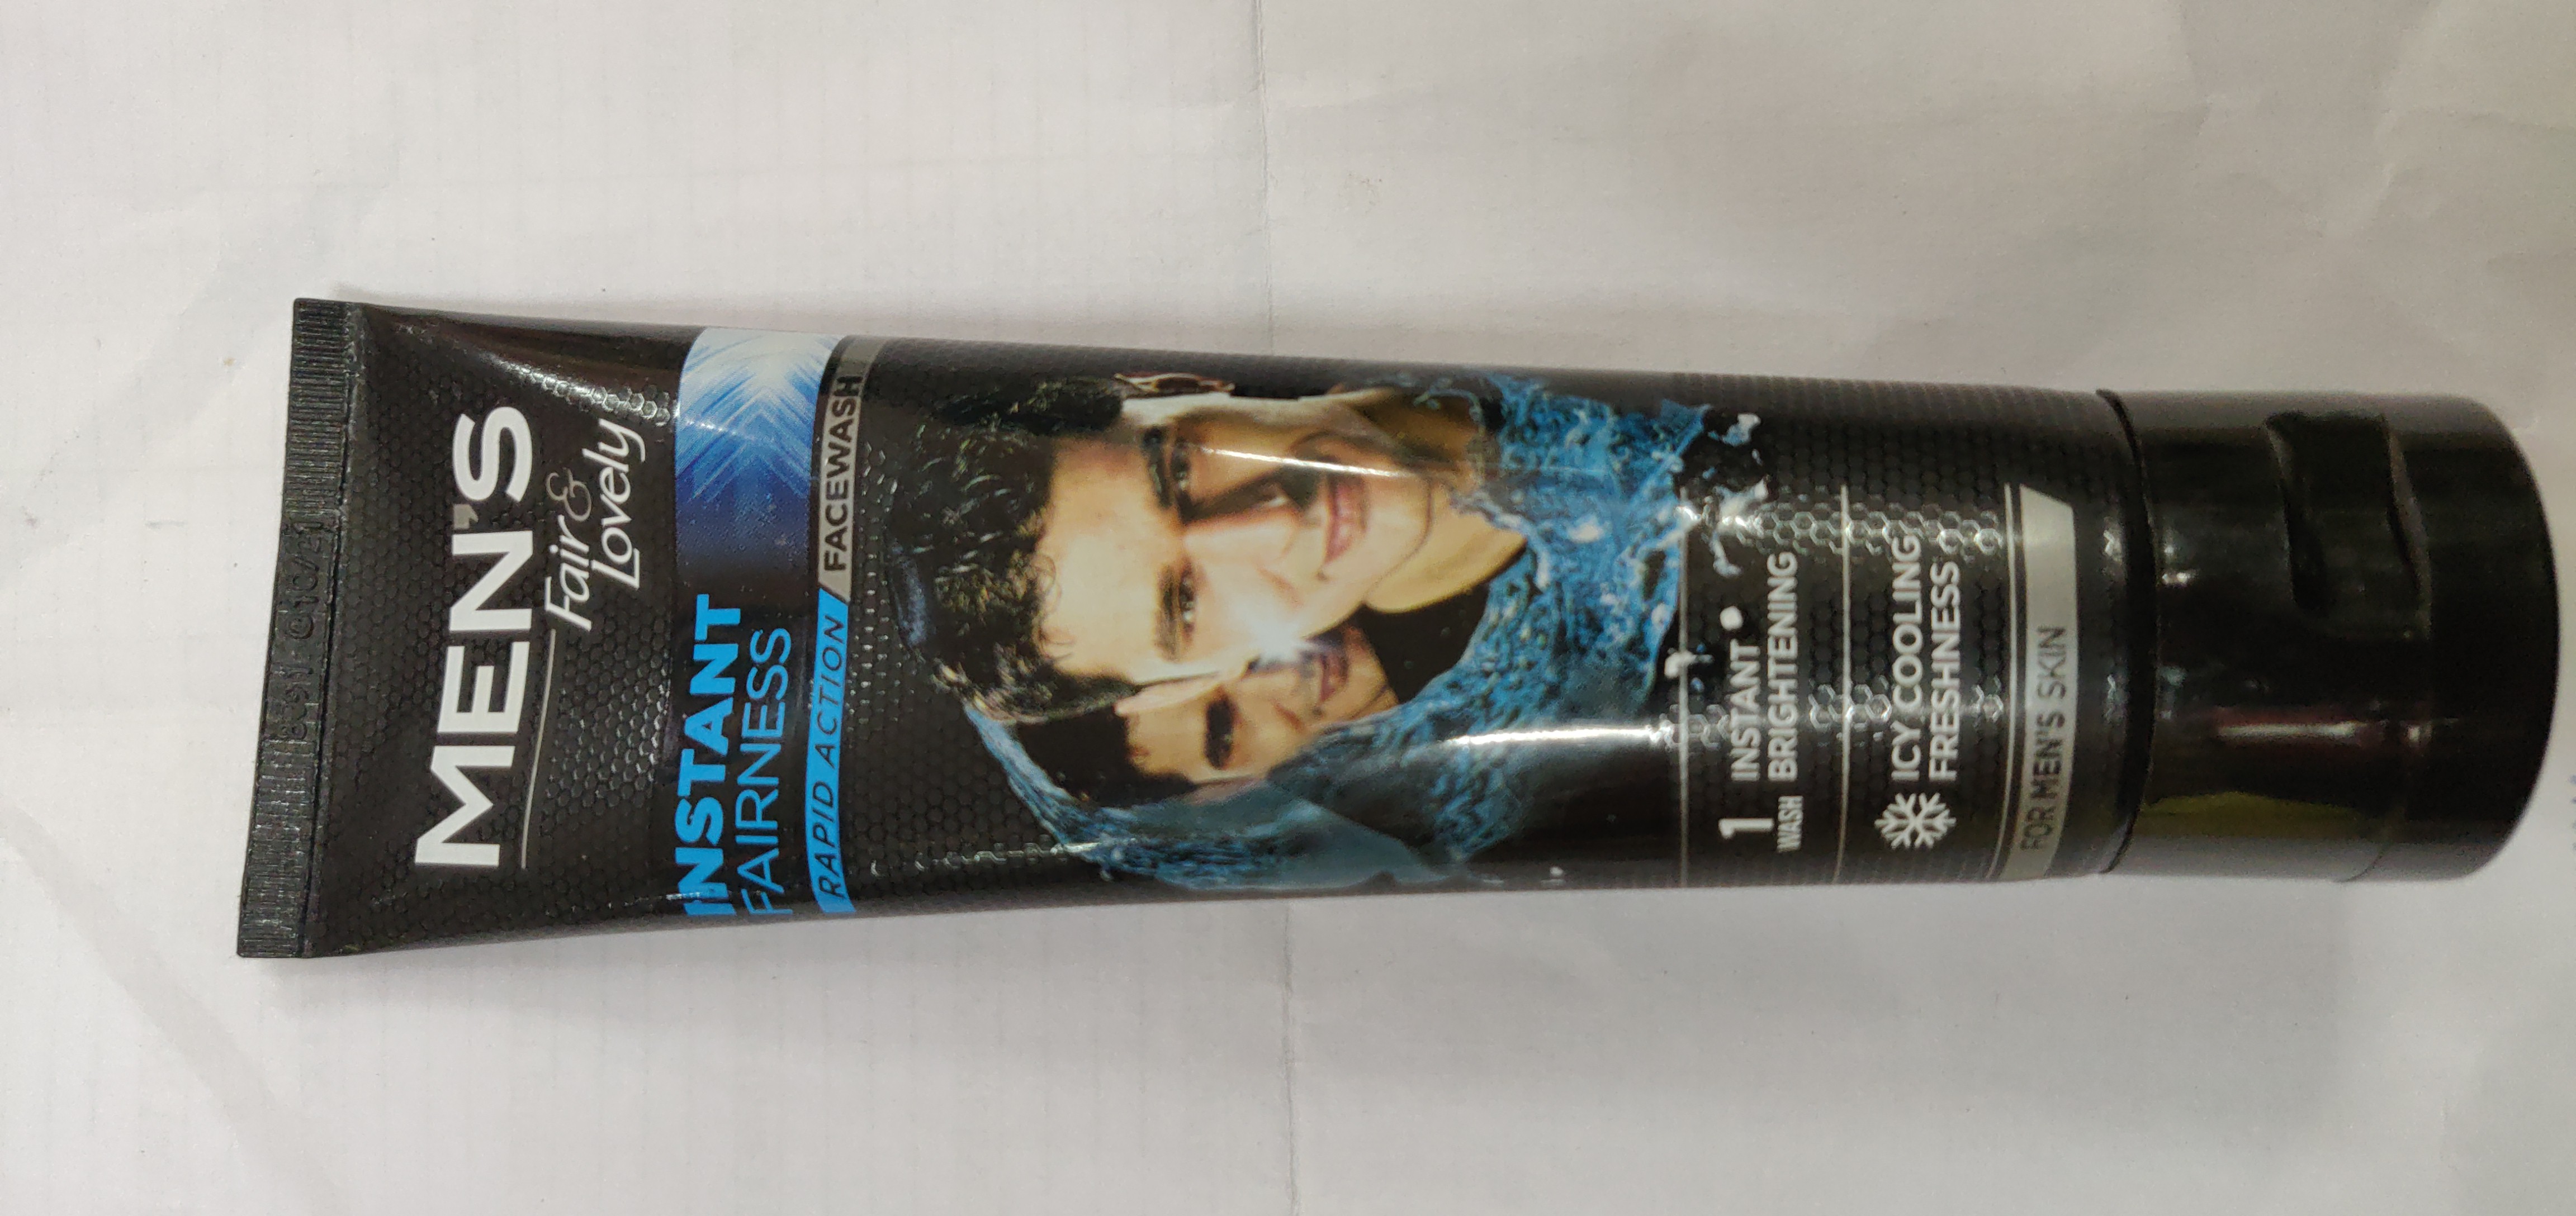 MEN'S
Fair &
Lovely
INSTANT
FAIRNESS
RAPID ACTION FACEWASH
1 WASH INSTANT
BRIGHTENING
ICY COOLING
FRESHNESS
FOR MEN'S SKIN